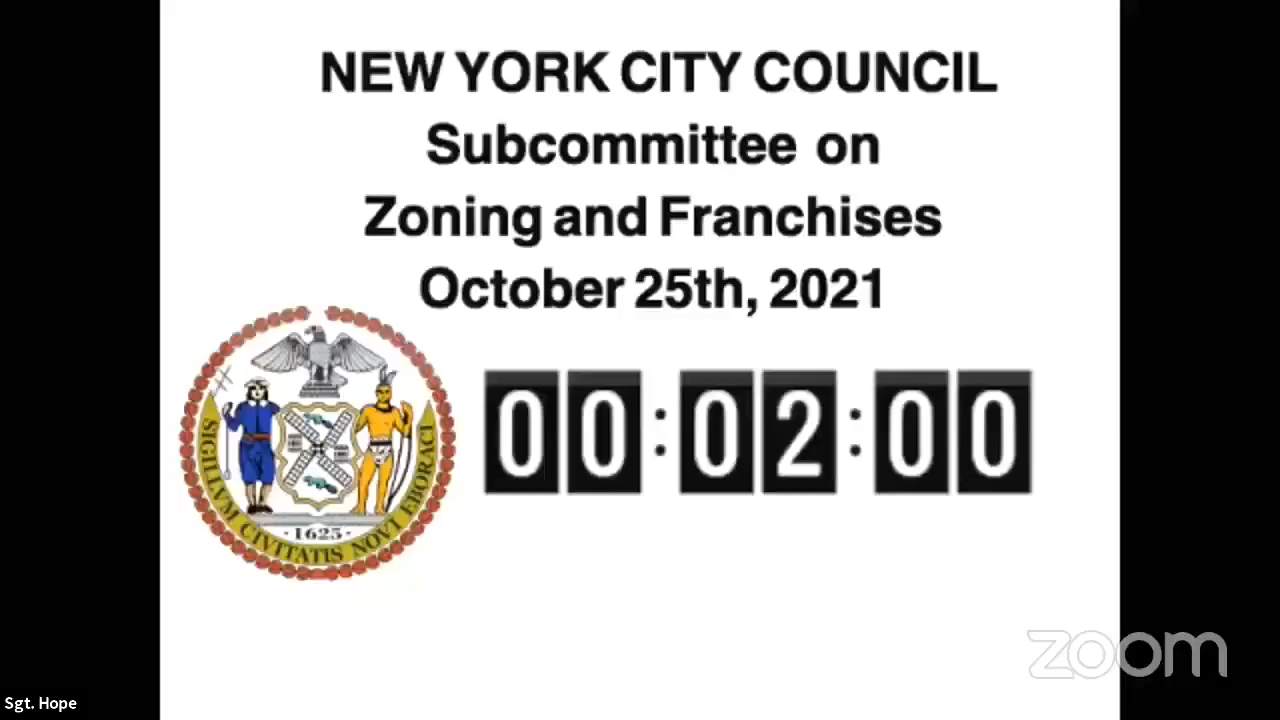 NEW YORK CITY COUNCIL
Subcommittee on
Zoning and Franchises
October 25th, 2021
00:02:00
SIGILLVM CIVITATIS NOVI EBORACI
·1625·
zoom
Sgt. Hope